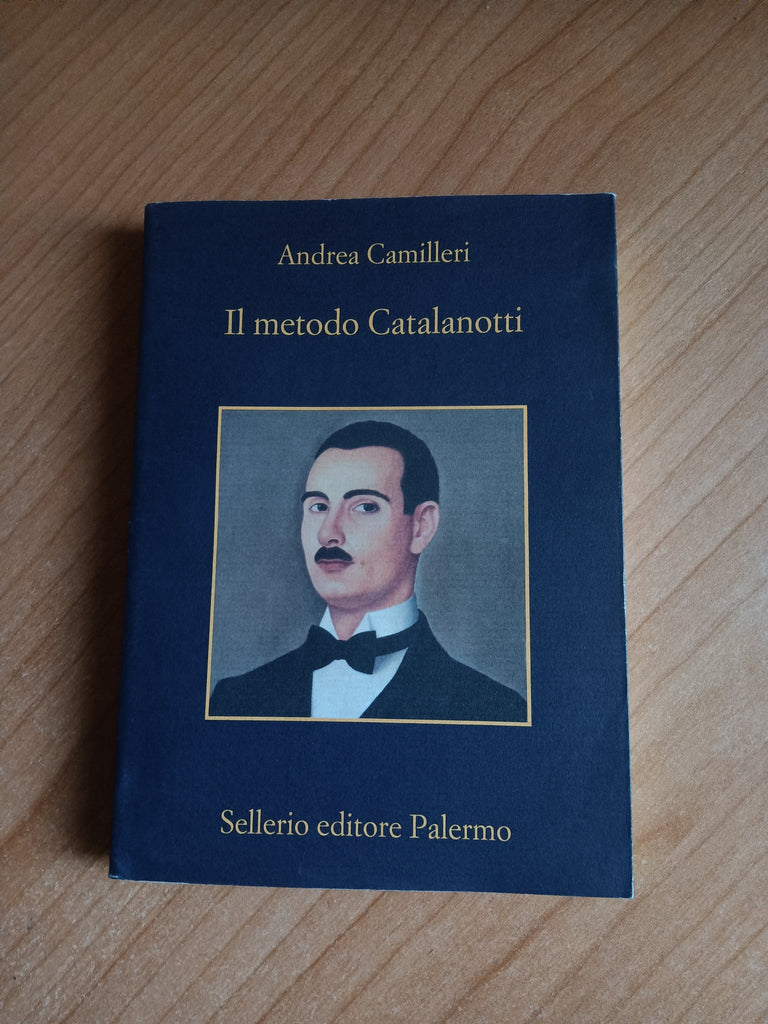 Andrea Camilleri
Il metodo Catalanotti
Sellerio editore Palermo